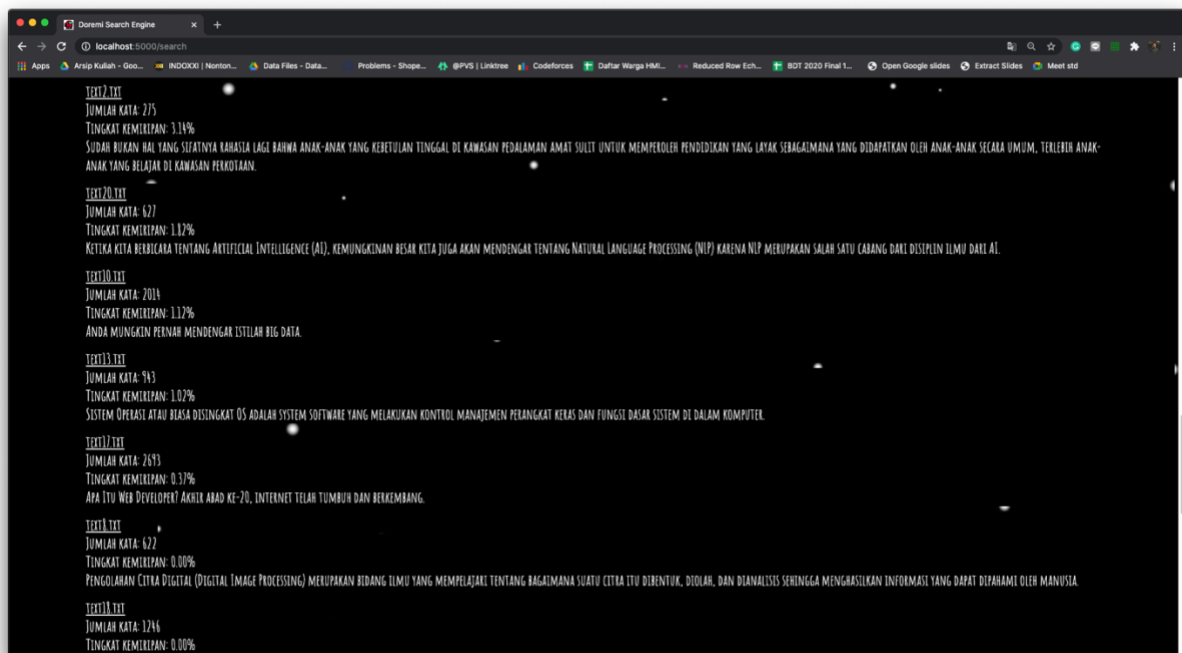 Doremi Search Engine
localhost:5000/search
Apps
Arsip Kuliah - Goo...
INDOXXI | Nonton...
Data Files - Data...
Problems - Shope...
@PVS | Linktree
Codeforces
Daftar Warga HMI...
Reduced Row Ech...
BDT 2020 Final 1...
Open Google slides
Extract Slides
Meet std
text2.txt
Jumlah kata: 275
Tingkat kemiripan: 3.14%
Sudah bukan hal yang sifatnya rahasia lagi bahwa anak-anak yang kebetulan tinggal di kawasan pedalaman amat sulit untuk memperoleh pendidikan yang layak sebagaimana yang didapatkan oleh anak-anak secara umum, terlebih anak-
anak yang belajar di kawasan perkotaan.
text20.txt
Jumlah kata: 627
Tingkat kemiripan: 1.82%
Ketika kita berbicara tentang Artificial Intelligence (AI), kemungkinan besar kita juga akan mendengar tentang Natural Language Processing (NLP) karena NLP merupakan salah satu cabang dari disiplin ilmu dari AI.
text10.txt
Jumlah kata: 2014
Tingkat kemiripan: 1.12%
Anda mungkin pernah mendengar istilah big data.
text13.txt
Jumlah kata: 943
Tingkat kemiripan: 1.02%
Sistem Operasi atau biasa disingkat OS adalah system software yang melakukan kontrol manajemen perangkat keras dan fungsi dasar sistem di dalam komputer.
text17.txt
Jumlah kata: 2693
Tingkat kemiripan: 0.37%
Apa Itu Web Developer? Akhir abad ke-20, internet telah tumbuh dan berkembang.
text8.txt
Jumlah kata: 622
Tingkat kemiripan: 0.00%
Pengolahan Citra Digital (Digital Image Processing) merupakan bidang ilmu yang mempelajari tentang bagaimana suatu citra itu dibentuk, diolah, dan dianalisis sehingga menghasilkan informasi yang dapat dipahami oleh manusia.
text18.txt
Jumlah kata: 1246
Tingkat kemiripan: 0.00%